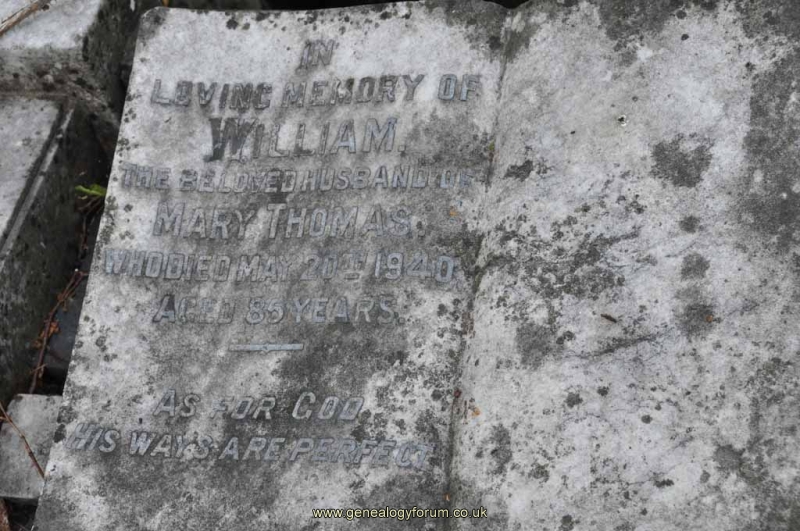 IN
LOVING MEMORY OF
WILLIAM.
THE BELOVED HUSBAND OF
MARY THOMAS.
WHO DIED MAY 20TH 1940,
AGED 85 YEARS.
AS FOR GOD
HIS WAYS ARE PERFECT
www.genealogyforum.co.uk